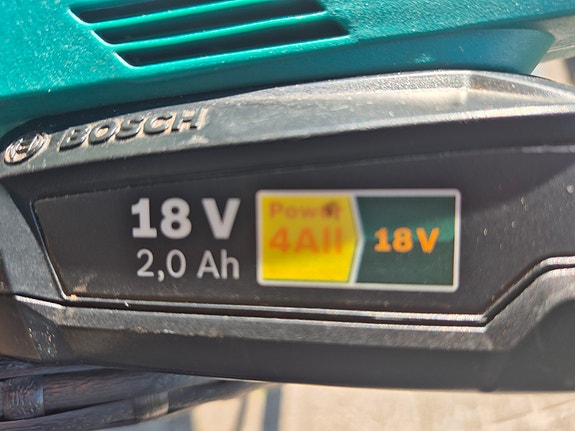 BOSCH
18 V
2,0 Ah
Power
4All
18V